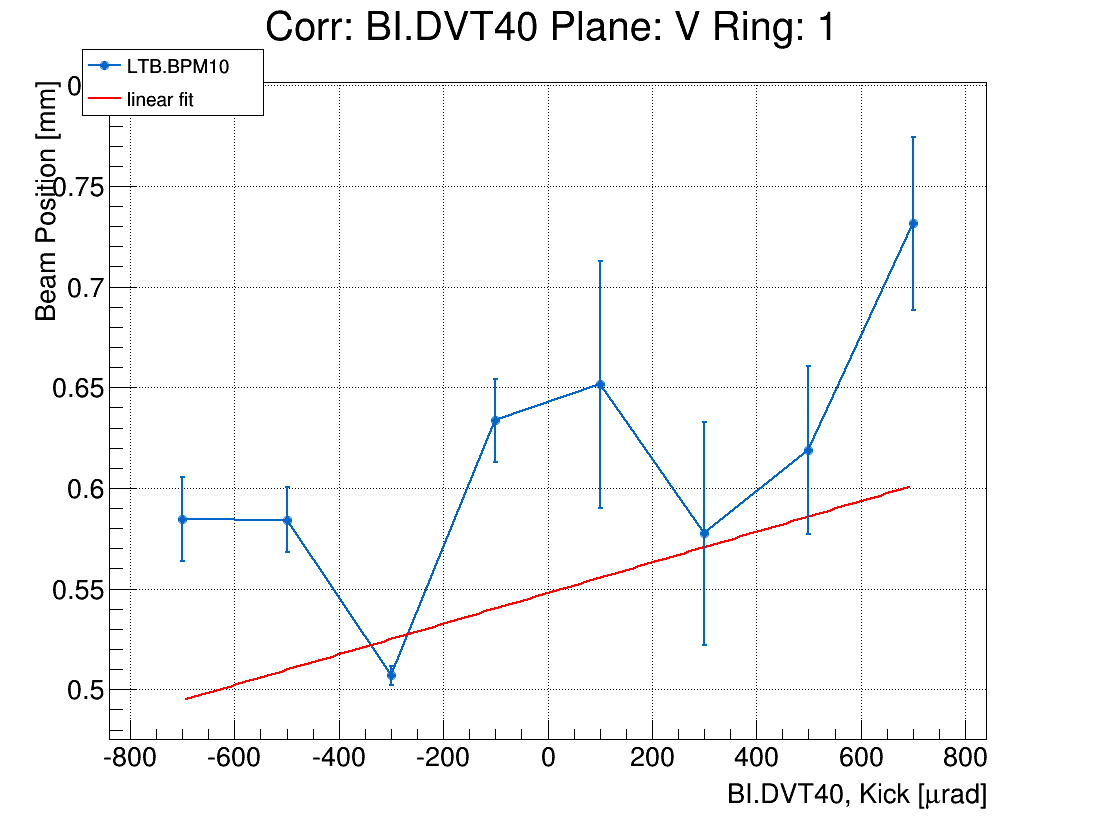 Corr: BI.DVT40 Plane: V Ring: 1
LTB.BPM10
linear fit
Beam Position [mm]
0.75
0.7
0.65
0.6
0.55
0.5
-800 -600 -400 -200 0 200 400 600 800
BI.DVT40, Kick [μrad]